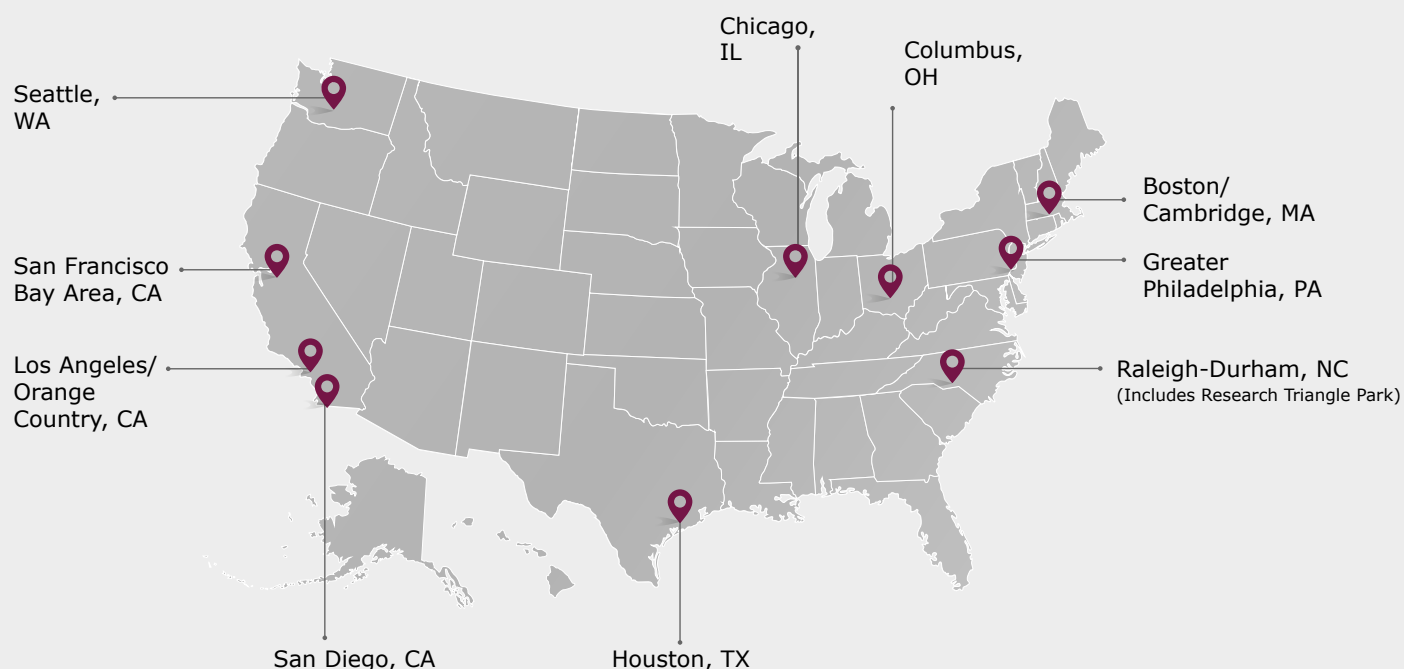 Chicago,
IL
Columbus,
OH
Seattle,
WA
Boston/
Cambridge, MA
San Francisco
Bay Area, CA
Greater
Philadelphia, PA
Los Angeles/
Orange
Country, CA
Raleigh-Durham, NC
(Includes Research Triangle Park)
San Diego, CA
Houston, TX